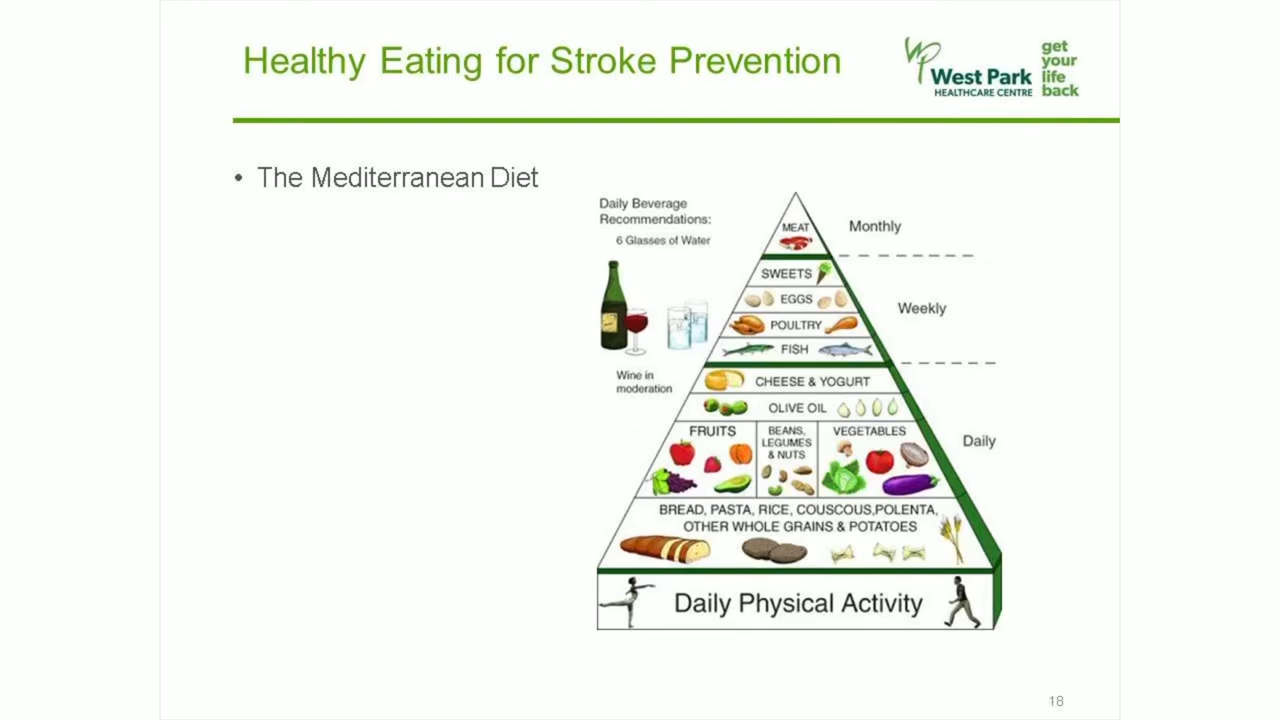 Healthy Eating for Stroke Prevention
West Park
HEALTHCARE CENTRE
get
your
life
back
• The Mediterranean Diet
Daily Beverage
Recommendations:
6 Glasses of Water
Wine in
moderation
MEAT
Monthly
SWEETS
EGGS
POULTRY
FISH
Weekly
CHEESE & YOGURT
OLIVE OIL
FRUITS
BEANS,
LEGUMES
& NUTS
VEGETABLES
Daily
BREAD, PASTA, RICE, COUSCOUS,POLENTA,
OTHER WHOLE GRAINS & POTATOES
Daily Physical Activity
18